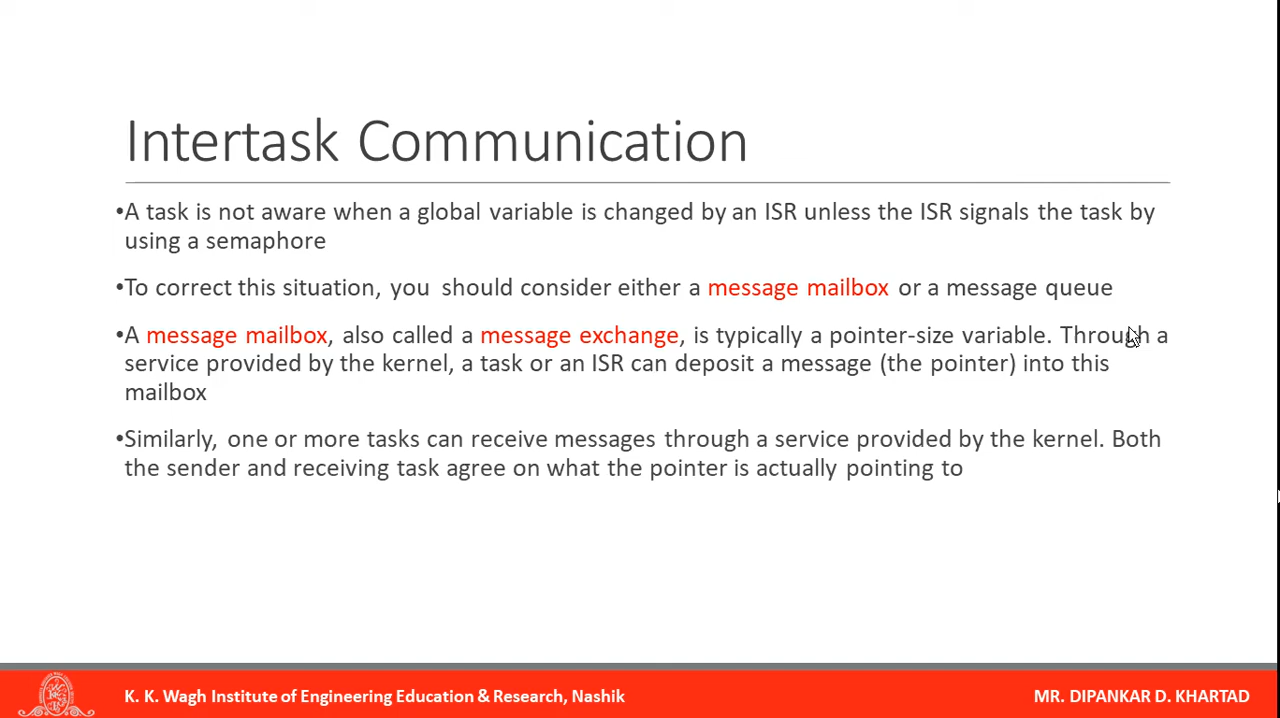 Intertask Communication
•A task is not aware when a global variable is changed by an ISR unless the ISR signals the task by
using a semaphore
•To correct this situation, you should consider either a message mailbox or a message queue
•A message mailbox, also called a message exchange, is typically a pointer-size variable. Through a
service provided by the kernel, a task or an ISR can deposit a message (the pointer) into this
mailbox
•Similarly, one or more tasks can receive messages through a service provided by the kernel. Both
the sender and receiving task agree on what the pointer is actually pointing to
K. K. Wagh Institute of Engineering Education & Research, Nashik
MR. DIPANKAR D. KHARTAD